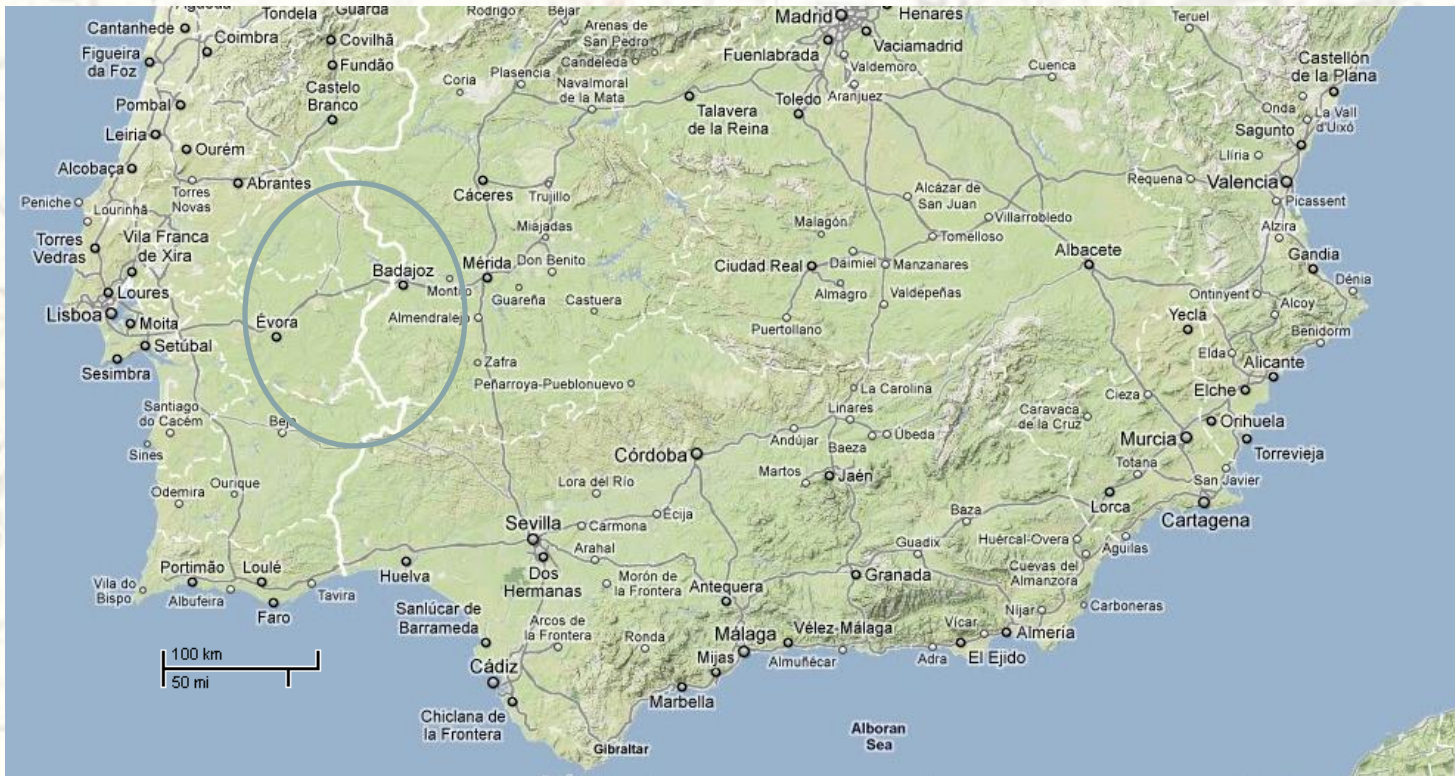 Tondela
Guarda
Rodrigo
Béjar
Madrid
Henares
Teruel
Cantanhede
Coimbra
Covilhã
Arenas de
San Pedro
Fuenlabrada
Vaciamadrid
Figueira
da Foz
Fundão
Candeleda
Valdemoro
Castellón
de la Plana
Coria
Plasencia
Navalmoral
de la Mata
Cuenca
Castelo
Branco
Pombal
Talavera
de la Reina
Toledo
Aranjuez
Onda
La Vall
d'Uixó
Leiria
Ourém
Sagunto
Llíria
Alcobaça
Abrantes
Cáceres
Trujillo
Requena
Valencia
Peniche
Lourinhã
Torres
Novas
Alcázar de
San Juan
Villarrobledo
Picassent
Torres
Vedras
Vila Franca
de Xira
Miajadas
Malagón
Tomelloso
Albacete
Alzira
Gandia
Badajoz
Mérida
Don Benito
Ciudad Real
Daimiel
Manzanares
Dénia
Loures
Guareña
Castuera
Almagro
Valdepeñas
Ontinyent
Alcoy
Lisboa
Moita
Évora
Almendralejo
Puertollano
Yecla
Benidorm
Setúbal
Sesimbra
Zafra
Elda
Alicante
Peñarroya-Pueblonuevo
La Carolina
Cieza
Elche
Santiago
do Cacém
Linares
Caravaca
de la Cruz
Orihuela
Sines
Beja
Córdoba
Andújar
Baeza
Úbeda
Murcia
Torrevieja
Martos
Jaén
Totana
San Javier
Odemira
Ourique
Lora del Río
Lorca
Cartagena
Sevilla
Carmona
Écija
Baza
Huércal-Overa
Águilas
Arahal
Guadix
Cuevas del
Almanzora
Portimão
Loulé
Huelva
Dos
Hermanas
Morón de
la Frontera
Antequera
Granada
Vila do
Bispo
Albufeira
Faro
Tavira
Sanlúcar de
Barrameda
Arcos de
la Frontera
Ronda
Níjar
Carboneras
Málaga
Vélez-Málaga
Vícar
Almería
100 km
50 mi
Cádiz
Mijas
Almuñécar
Adra
El Ejido
Marbella
Chiclana de
la Frontera
Gibraltar
Alboran
Sea